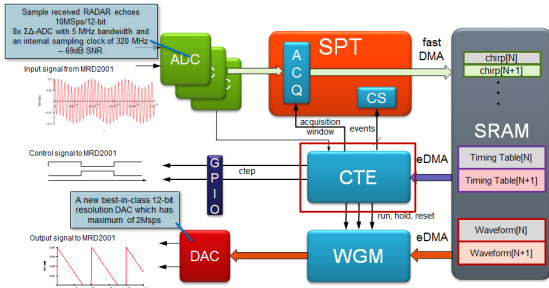 Sample received RADAR echoes
10MSps/12-bit
8x ΣΔ-ADC with 5 MHz bandwidth and
an internal sampling clock of 320 MHz
– 69dB SNR
Input signal from MRD2001
ADC
C
C
SPT
A
C
Q
CS
fast
DMA
chirp[N]
chirp[N+1]
SRAM
acquisition
window
events
Control signal to MRD2001
G
P
I
O
ctep
CTE
eDMA
Timing Table[N]
Timing Table[N+1]
run, hold, reset
A new best-in-class 12-bit
resolution DAC which has
maximum of 2Msps
Output signal to MRD2001
DAC
WGM
eDMA
Waveform[N]
Waveform[N+1]